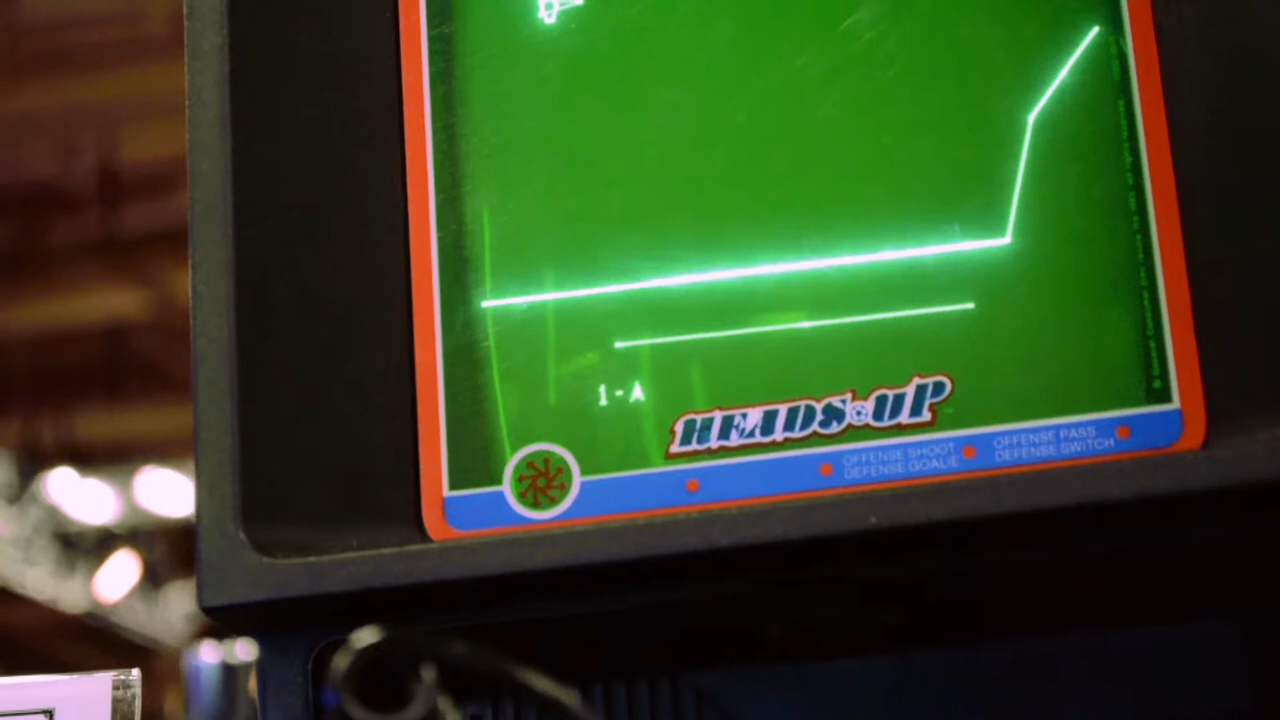 1-A
HEADS-UP
OFFENSE SHOOT
DEFENSE GOALIE
OFFENSE PASS
DEFENSE SWITCH